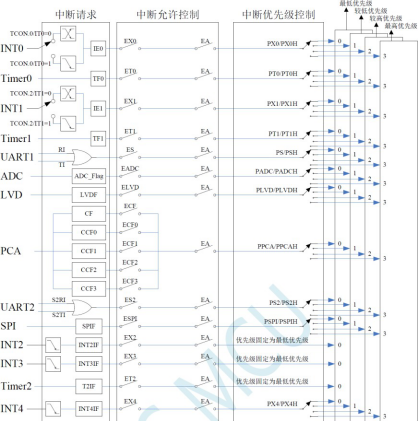 中断请求 中断允许控制 中断优先级控制
最低优先级
较低优先级
较高优先级
最高优先级
TCON.0/IT0=0
INT0 IE0 EX0 EA PX0/PX0H 0 1 2 3
TCON.0/IT0=1
Timer0 TF0 ET0 EA PT0/PT0H 0 1 2 3
TCON.2/IT1=0
INT1 IE1 EX1 EA PX1/PX1H 0 1 2 3
TCON.2/IT1=1
Timer1 TF1 ET1 EA PT1/PT1H 0 1 2 3
UART1 RI TI ES EA PS/PSH 0 1 2 3
ADC ADC_Flag EADC EA PADC/PADCH 0 1 2 3
LVD LVDF ELVD EA PLVD/PLVDH 0 1 2 3
CF ECF
CCF0 ECF0
PCA CCF1 ECF1 EA PPCA/PPCAH 0 1 2 3
CCF2 ECF2
CCF3 ECF3
UART2 S2RI S2TI ES2 EA PS2/PS2H 0 1 2 3
SPI SPIF ESPI EA PSPI/PSPIH 0 1 2 3
INT2 INT2IF EX2 EA 优先级固定为最低优先级 0
INT3 INT3IF EX3 EA 优先级固定为最低优先级 0
Timer2 T2IF ET2 EA 优先级固定为最低优先级 0
INT4 INT4IF EX4 EA PX4/PX4H 0 1 2 3
MCU